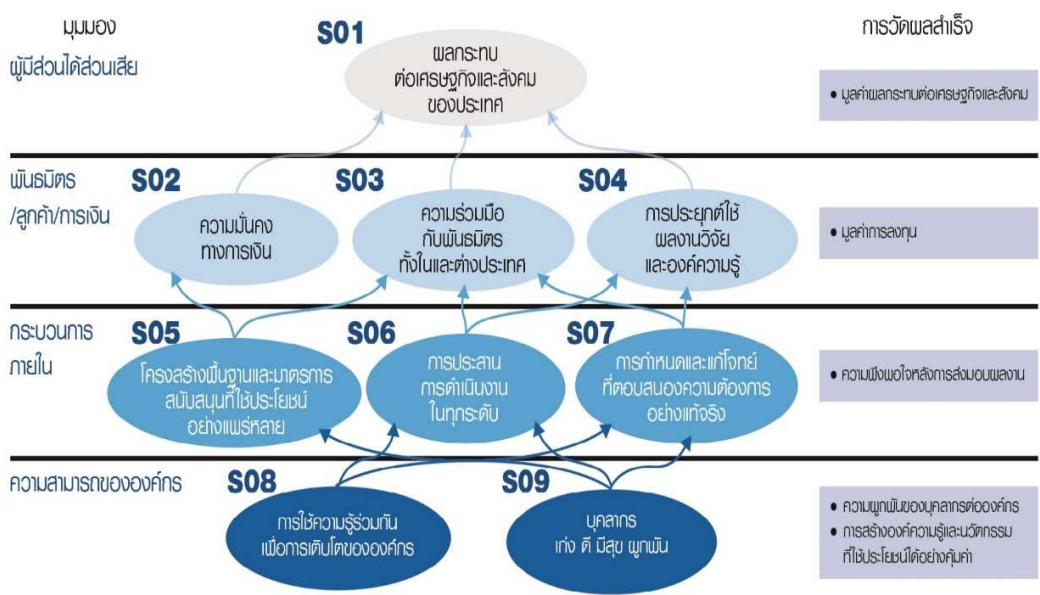 มุมมอง
ผู้มีส่วนได้ส่วนเสีย
SO1
ผลกระทบ
ต่อเศรษฐกิจและสังคม
ของประเทศ
การวัดผลสำเร็จ
• มูลค่าผลกระทบต่อเศรษฐกิจและสังคม
พันธมิตร
/ลูกค้า/การเงิน
SO2
ความมั่นคง
ทางการเงิน
SO3
ความร่วมมือ
กับพันธมิตร
ทั้งในและต่างประเทศ
SO4
การประยุกต์ใช้
ผลงานวิจัย
และองค์ความรู้
• มูลค่าการลงทุน
กระบวนการ
ภายใน
SO5
โครงสร้างพื้นฐานและมาตรการ
สนับสนุนที่ใช้ประโยชน์
อย่างแพร่หลาย
SO6
การประสาน
การดำเนินงาน
ในทุกระดับ
SO7
การกำหนดและแก้โจทย์
ที่ตอบสนองความต้องการ
อย่างแท้จริง
• ความพึงพอใจหลังการส่งมอบผลงาน
ความสามารถขององค์กร
SO8
การใช้ความรู้ร่วมกัน
เพื่อการเติบโตขององค์กร
SO9
บุคลากร
เก่ง ดี มีสุข ผูกพัน
• ความผูกพันของบุคลากรต่อองค์กร
• การสร้างองค์ความรู้และนวัตกรรม
ที่ใช้ประโยชน์ได้อย่างคุ้มค่า